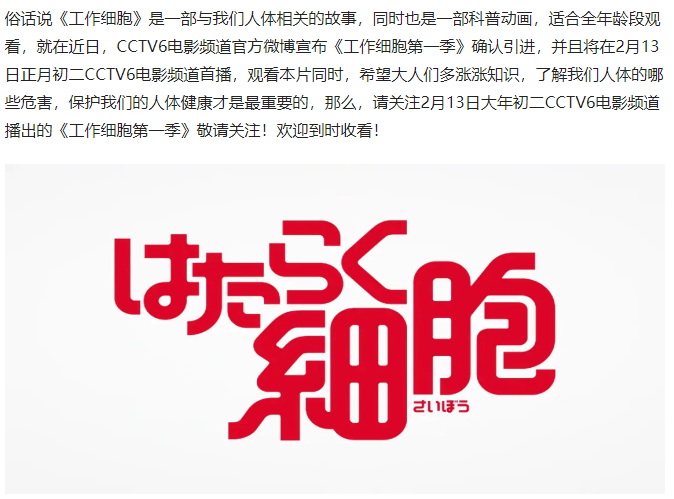 俗话说《工作细胞》是一部与我们人体相关的故事，同时也是一部科普动画，适合全年龄段观
看，就在近日，CCTV6电影频道官方微博宣布《工作细胞第一季》确认引进，并且将在2月13
日正月初二CCTV6电影频道首播，观看本片同时，希望大人们多涨涨知识，了解我们人体的哪
些危害，保护我们的人体健康才是最重要的，那么，请关注2月13日大年初二CCTV6电影频道
播出的《工作细胞第一季》敬请关注！欢迎到时收看！
はたらく
細胞
さいぼう